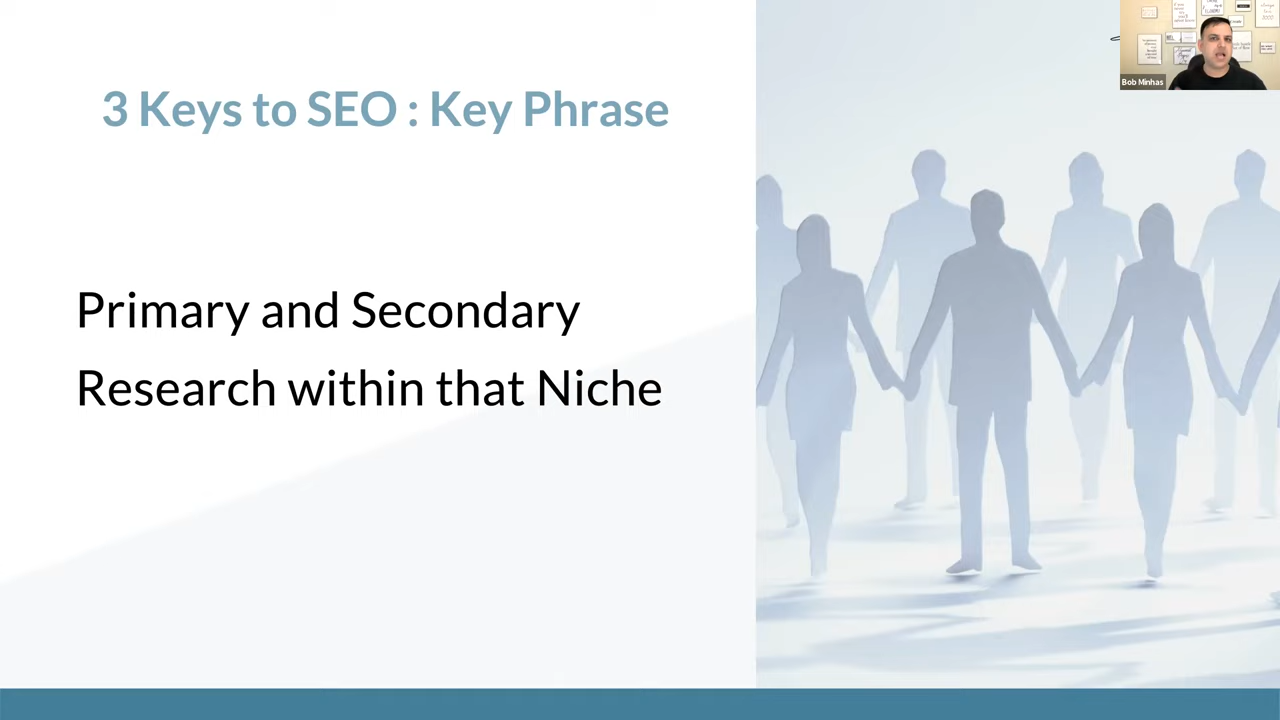 3 Keys to SEO : Key Phrase
Primary and Secondary
Research within that Niche
Bob Minhas